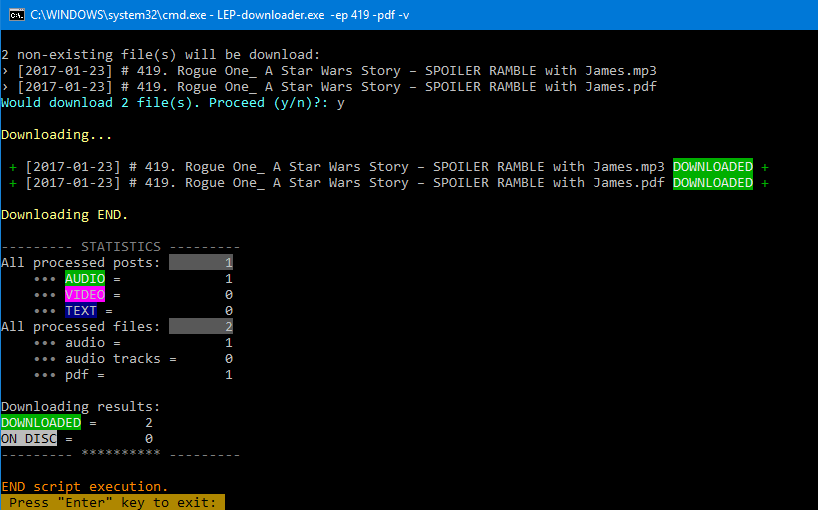 C:\WINDOWS\system32\cmd.exe - LEP-downloader.exe -ep 419 -pdf -v
2 non-existing file(s) will be download:
› [2017-01-23] # 419. Rogue One_ A Star Wars Story – SPOILER RAMBLE with James.mp3
› [2017-01-23] # 419. Rogue One_ A Star Wars Story – SPOILER RAMBLE with James.pdf
Would download 2 file(s). Proceed (y/n)?: y
Downloading...
+ [2017-01-23] # 419. Rogue One_ A Star Wars Story – SPOILER RAMBLE with James.mp3 DOWNLOADED +
+ [2017-01-23] # 419. Rogue One_ A Star Wars Story – SPOILER RAMBLE with James.pdf DOWNLOADED +
Downloading END.
--------- STATISTICS ---------
All processed posts: 1
••• AUDIO = 1
••• VIDEO = 0
••• TEXT = 0
All processed files: 2
••• audio = 1
••• audio tracks = 0
••• pdf = 1
Downloading results:
DOWNLOADED = 2
ON DISC = 0
--------- ********** ---------
END script execution.
Press "Enter" key to exit: